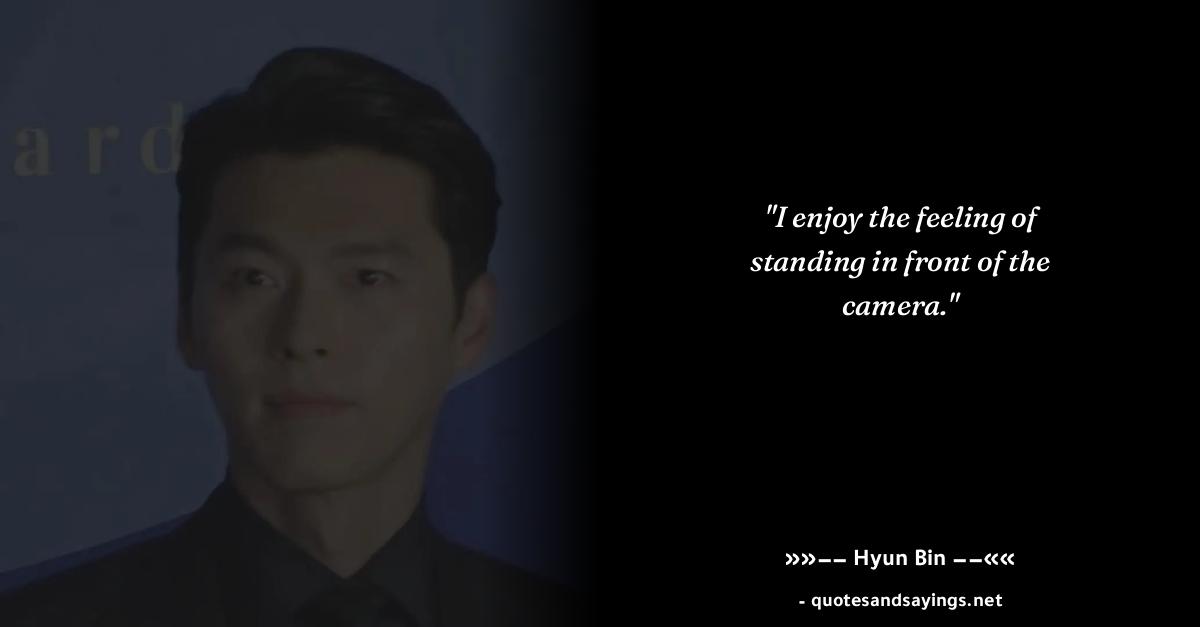 ard
"I enjoy the feeling of
standing in front of the
camera."
»»−− Hyun Bin −−««
- quotesandsayings.net